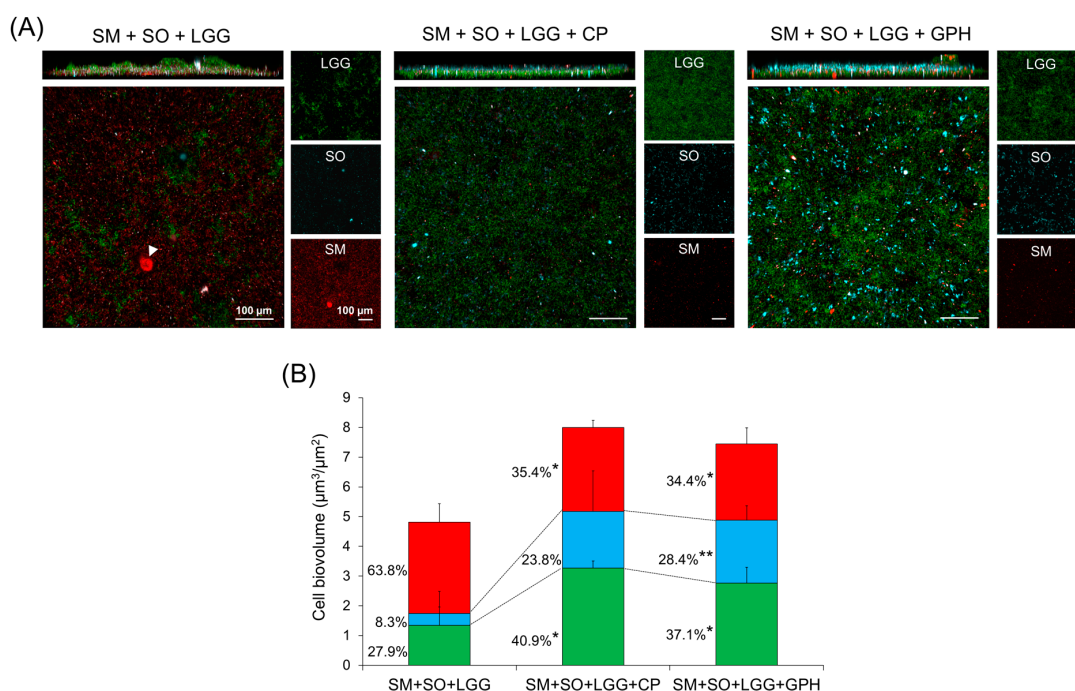 (A)
SM + SO + LGG
SM + SO + LGG + CP
SM + SO + LGG + GPH
LGG
SO
SM
100 µm
100 µm
LGG
SO
SM
LGG
SO
SM
(B)
Cell biovolume (µm³/µm²)
9
8
7
6
5
4
3
2
1
0
63.8%
8.3%
27.9%
35.4%*
23.8%
40.9%*
34.4%*
28.4%**
37.1%*
SM+SO+LGG
SM+SO+LGG+CP
SM+SO+LGG+GPH